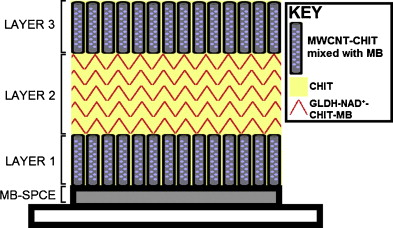 LAYER 3
LAYER 2
LAYER 1
MB-SPCE
KEY
MWCNT-CHIT
mixed with MB
CHIT
GLDH-NAD⁺-
CHIT-MB